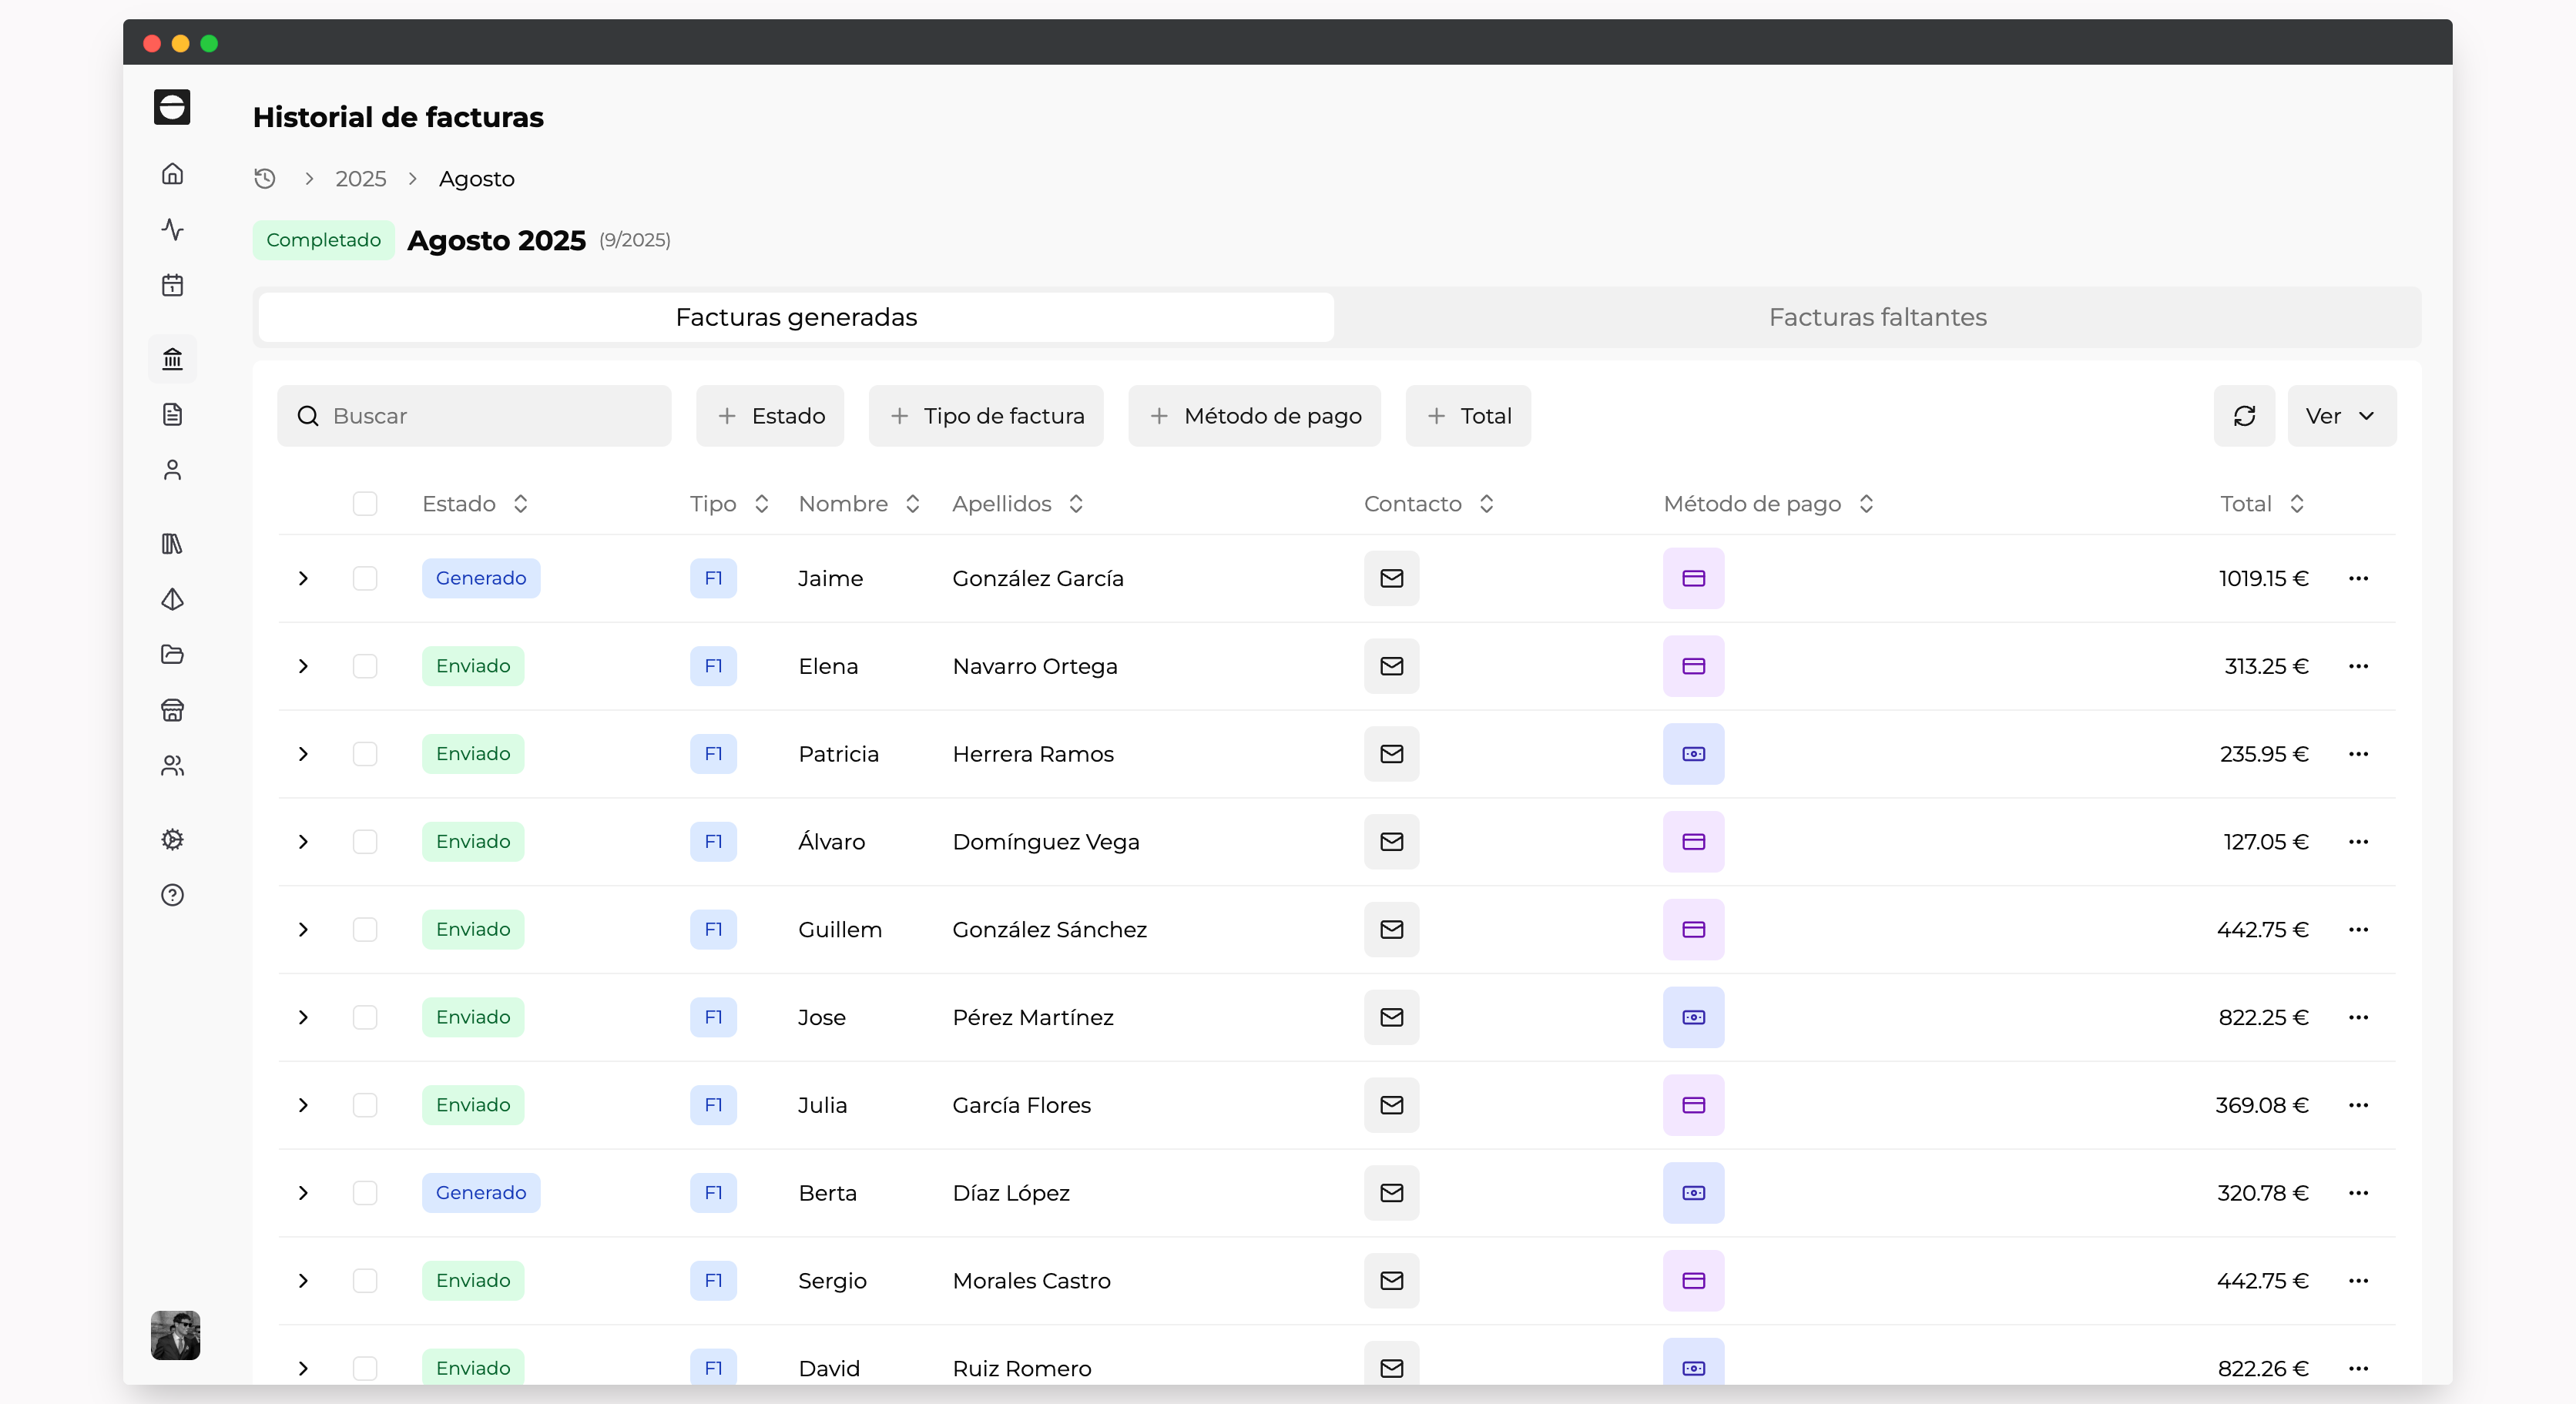 Historial de facturas
2025 Agosto
Completado Agosto 2025 (9/2025)
Facturas generadas Facturas faltantes
Buscar Estado Tipo de factura Método de pago Total Ver
Estado Tipo Nombre Apellidos Contacto Método de pago Total
Generado F1 Jaime González García 1019.15 €
Enviado F1 Elena Navarro Ortega 313.25 €
Enviado F1 Patricia Herrera Ramos 235.95 €
Enviado F1 Álvaro Domínguez Vega 127.05 €
Enviado F1 Guillem González Sánchez 442.75 €
Enviado F1 Jose Pérez Martínez 822.25 €
Enviado F1 Julia García Flores 369.08 €
Generado F1 Berta Díaz López 320.78 €
Enviado F1 Sergio Morales Castro 442.75 €
Enviado F1 David Ruiz Romero 822.26 €